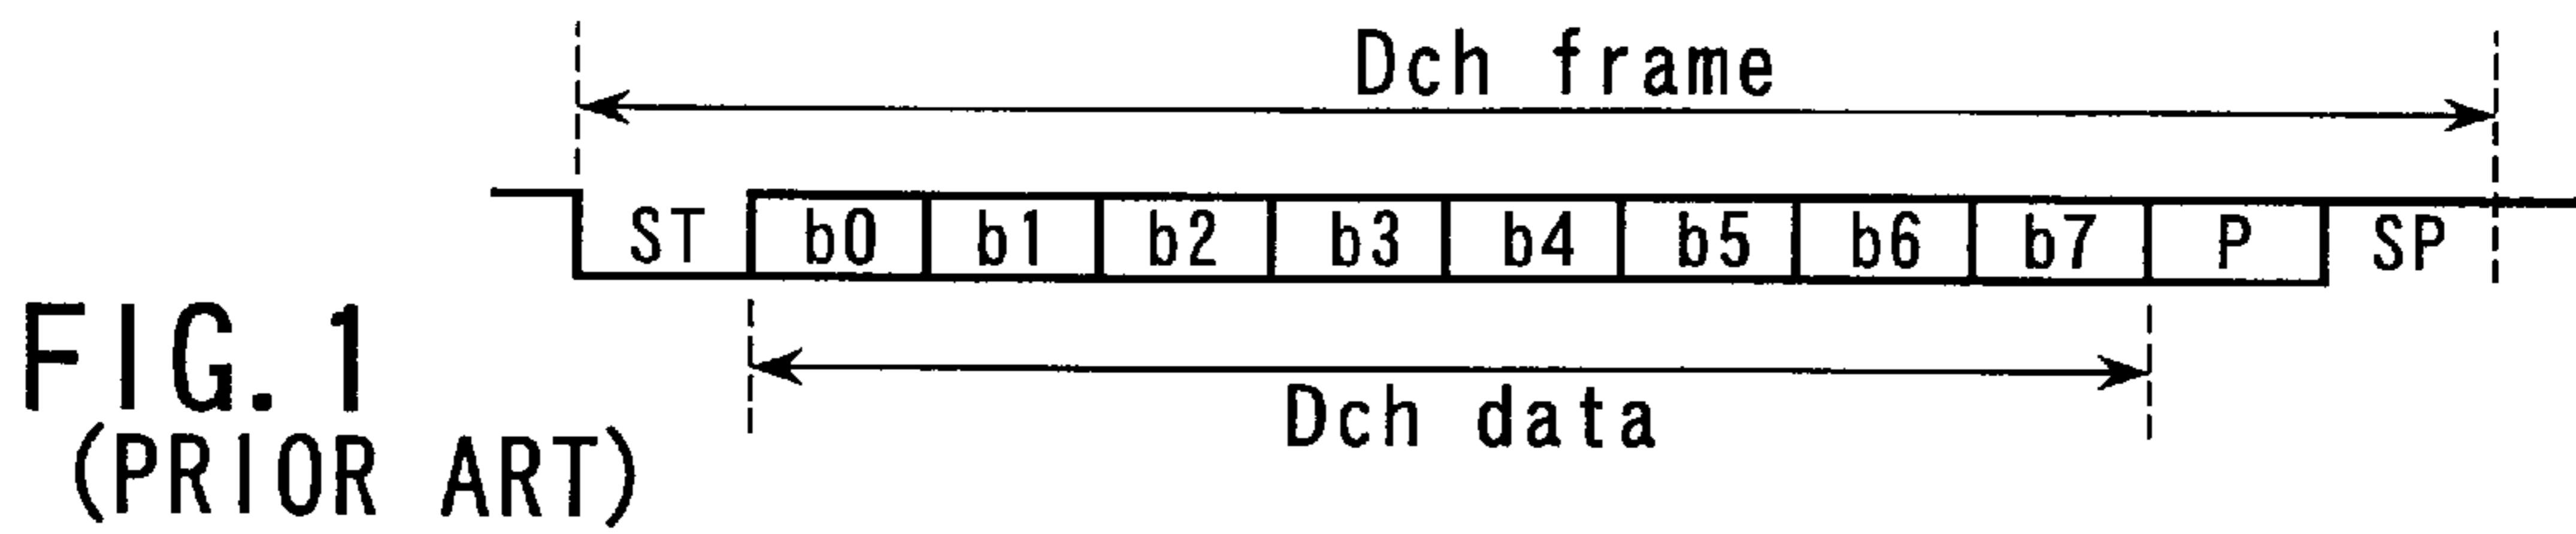 Dch frame
ST b0 b1 b2 b3 b4 b5 b6 b7 P SP
Dch data
FIG. 1
(PRIOR ART)